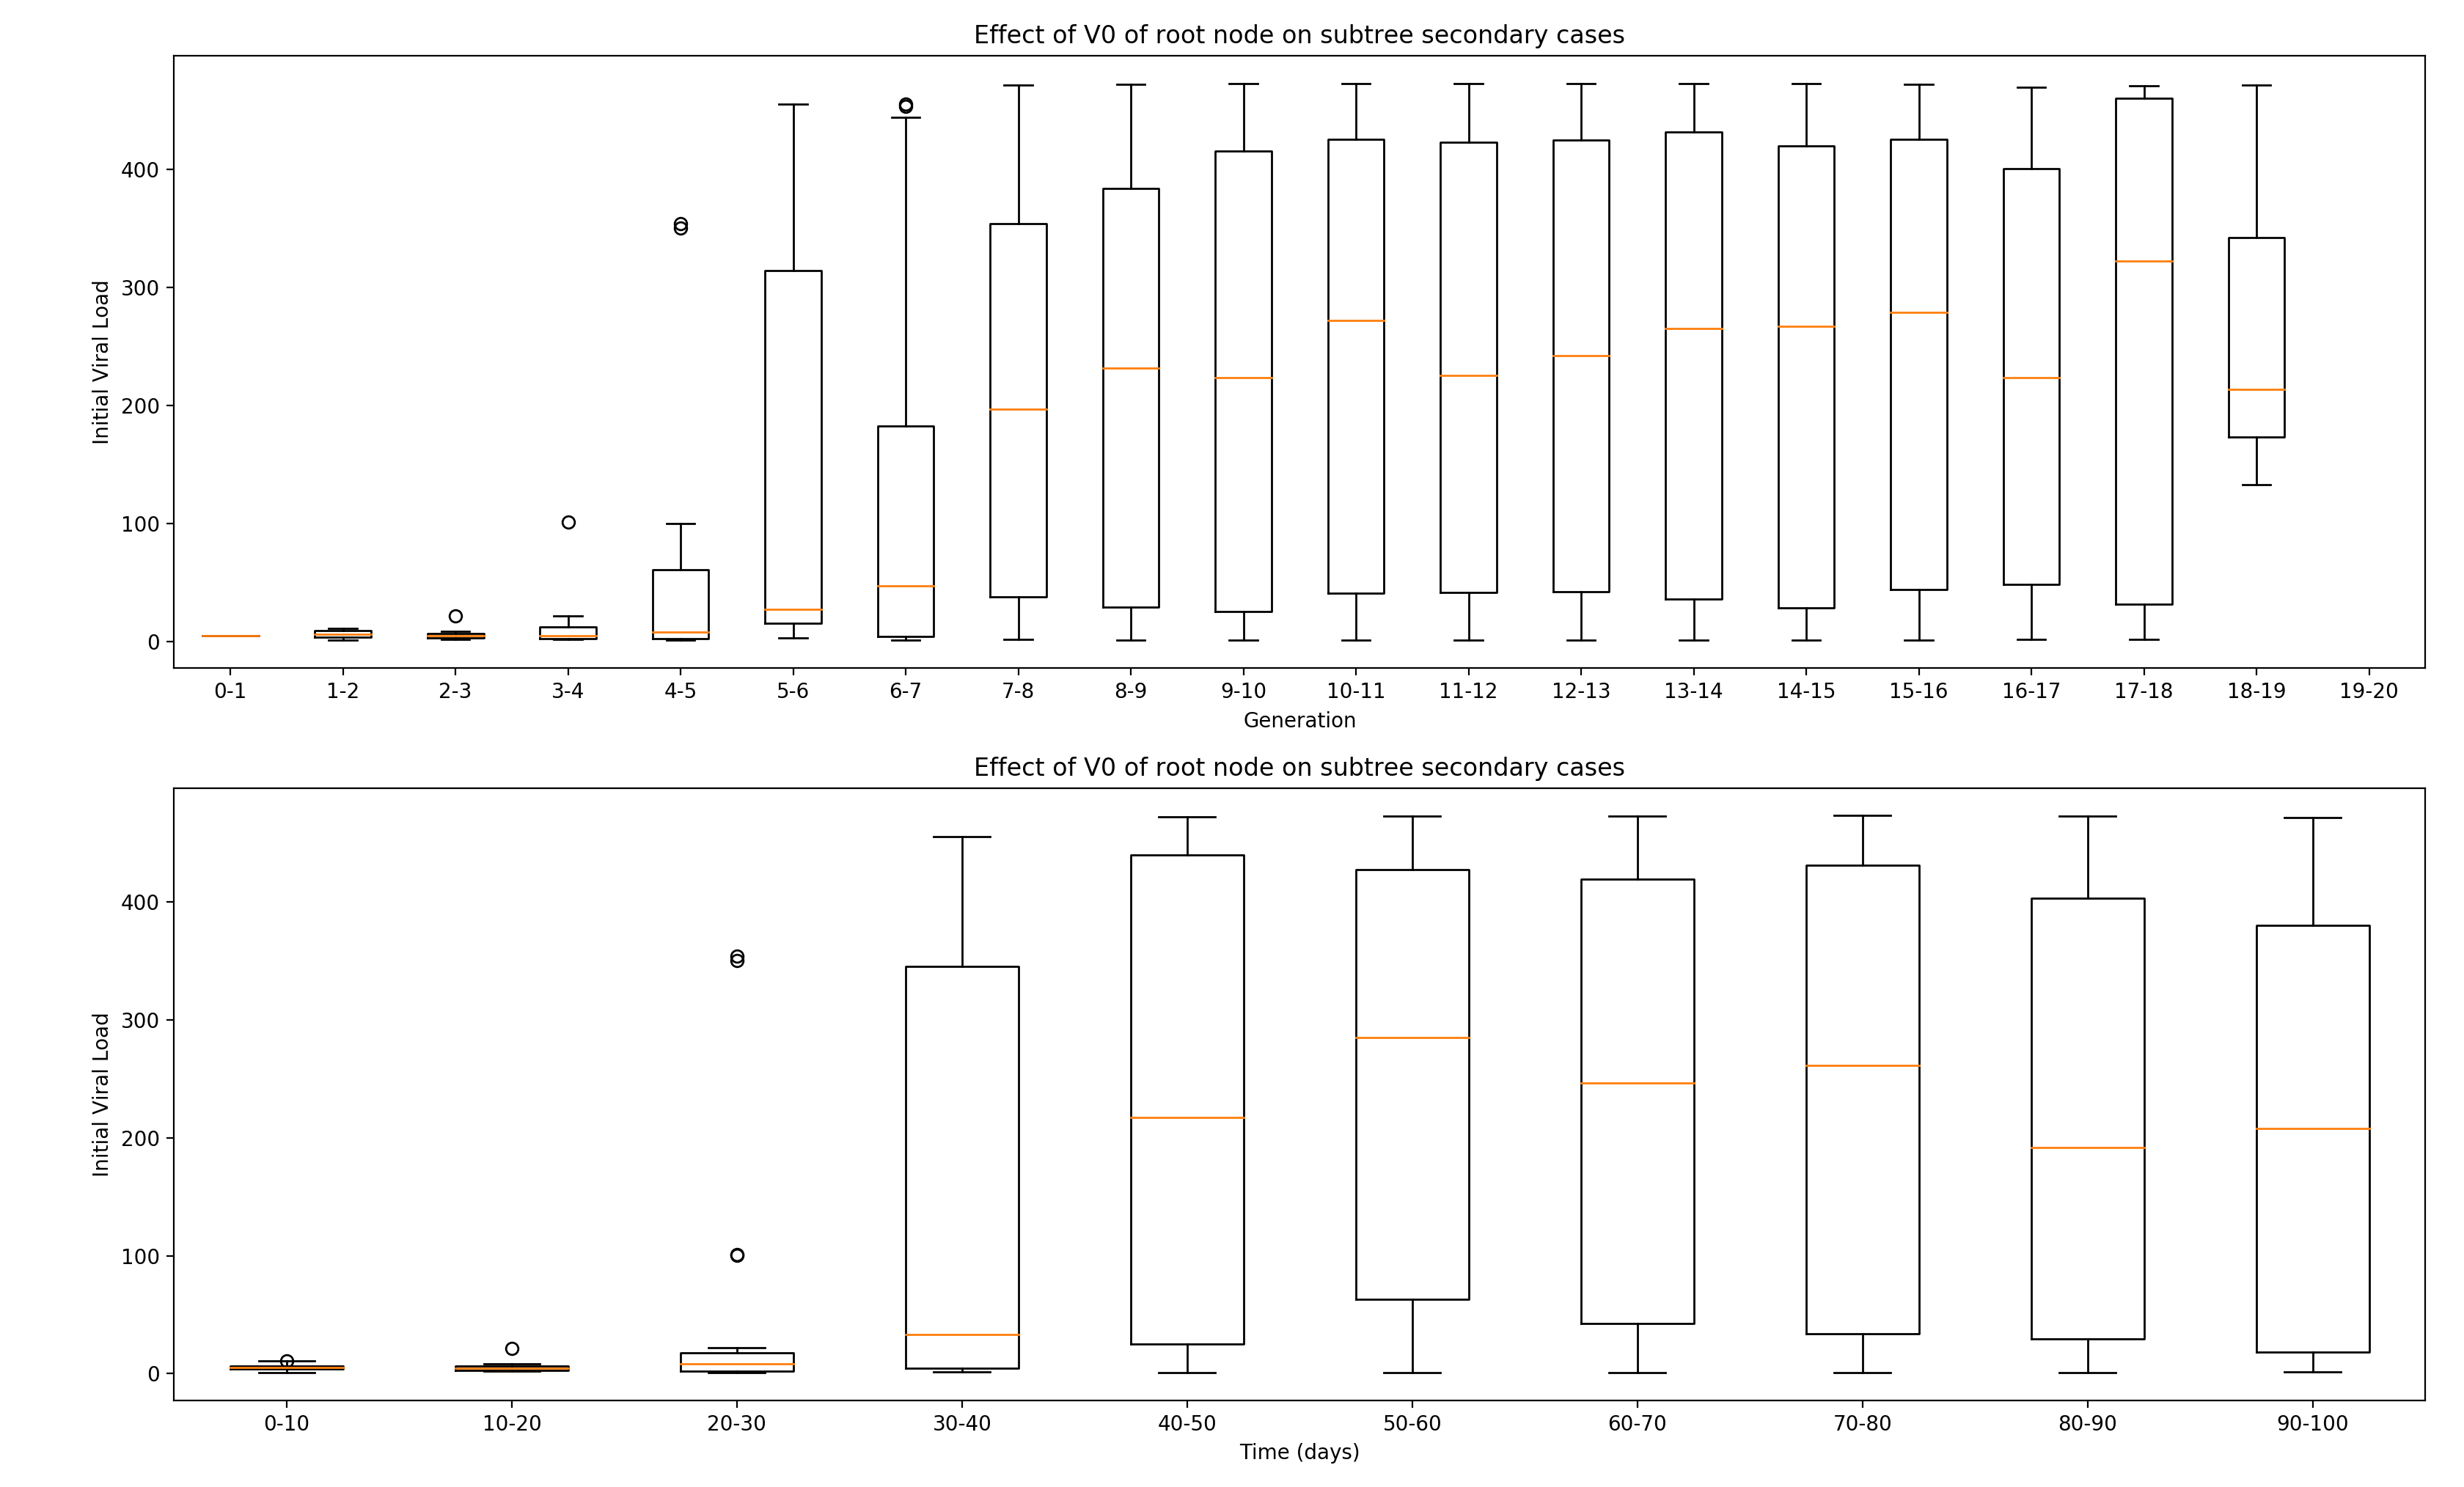 Effect of V0 of root node on subtree secondary cases
Initial Viral Load
400
300
200
100
0
0-1 1-2 2-3 3-4 4-5 5-6 6-7 7-8 8-9 9-10 10-11 11-12 12-13 13-14 14-15 15-16 16-17 17-18 18-19 19-20
Generation
Effect of V0 of root node on subtree secondary cases
Initial Viral Load
400
300
200
100
0
0-10 10-20 20-30 30-40 40-50 50-60 60-70 70-80 80-90 90-100
Time (days)